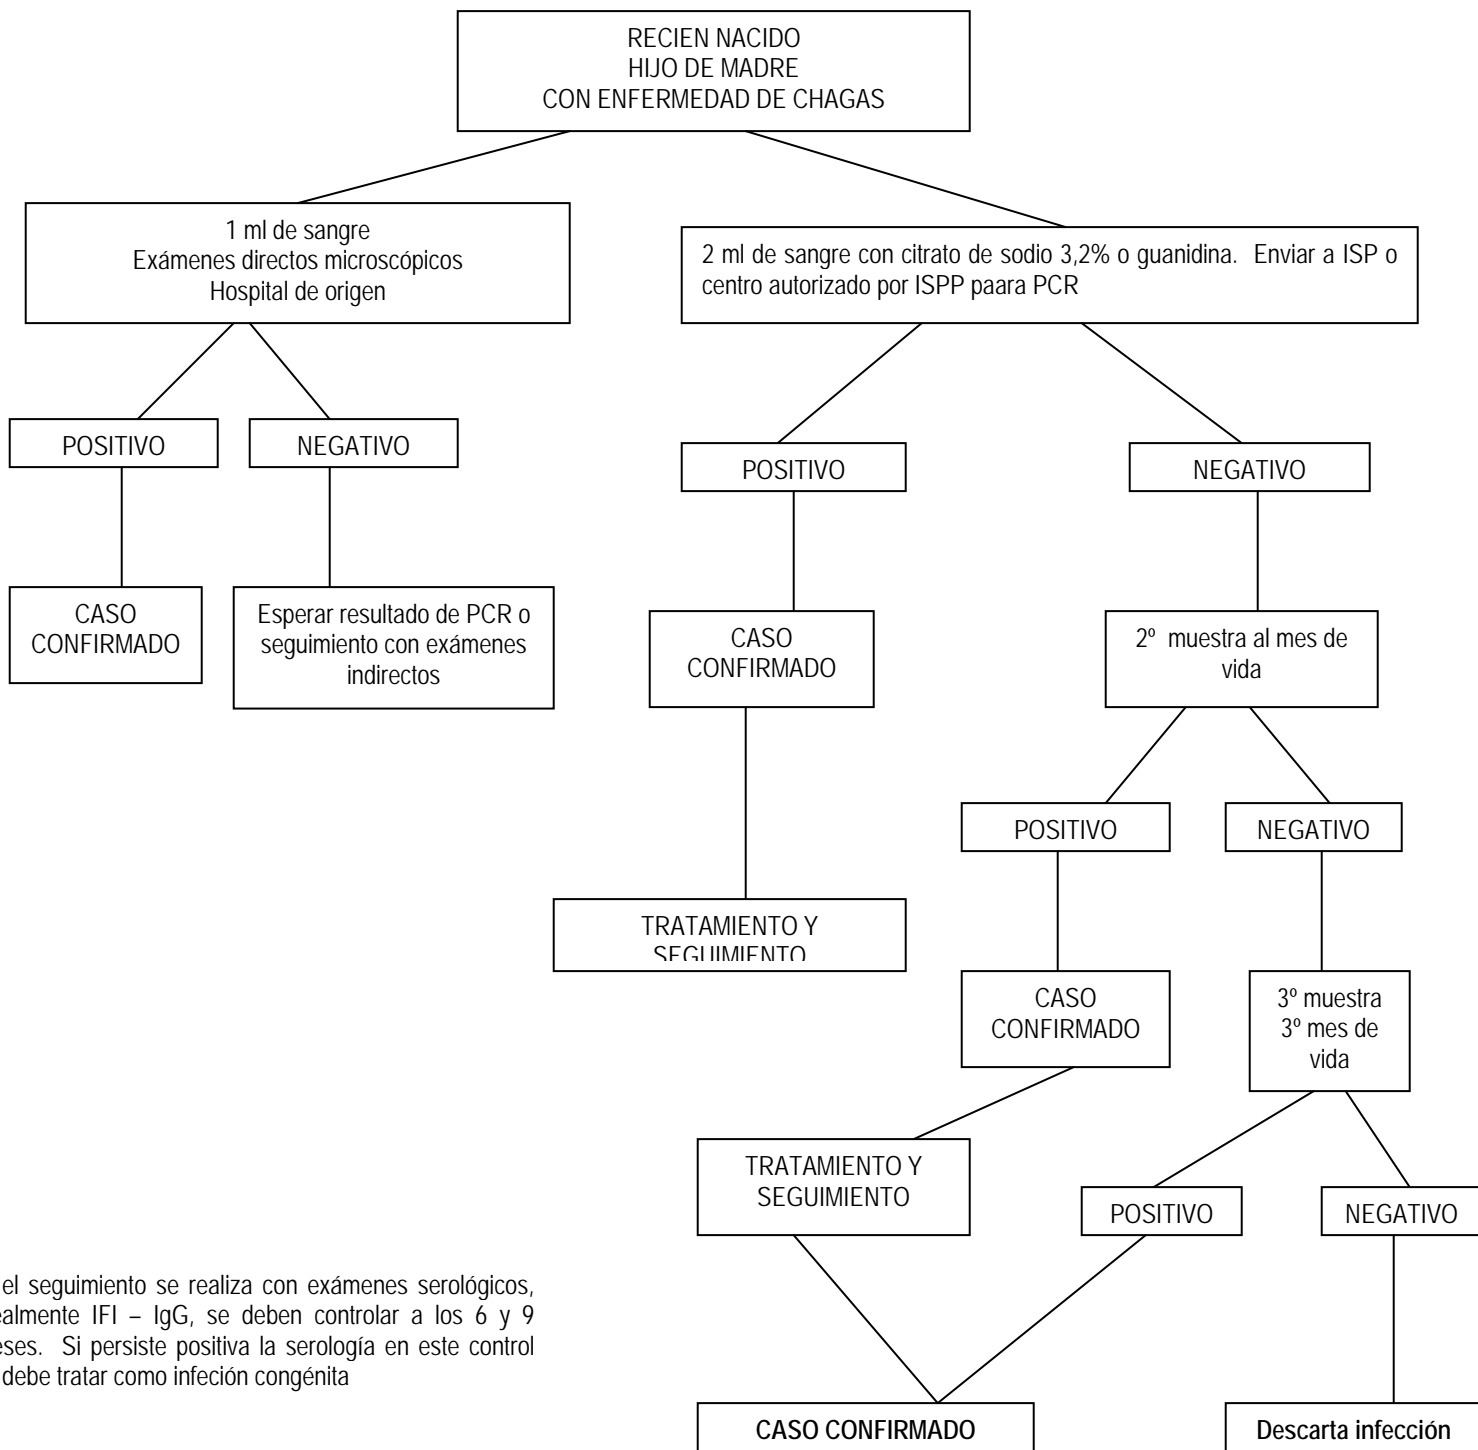 RECIEN NACIDO
HIJO DE MADRE
CON ENFERMEDAD DE CHAGAS
1 ml de sangre
Exámenes directos microscópicos
Hospital de origen
2 ml de sangre con citrato de sodio 3,2% o guanidina. Enviar a ISP o
centro autorizado por ISPP paara PCR
POSITIVO
NEGATIVO
POSITIVO
NEGATIVO
CASO
CONFIRMADO
Esperar resultado de PCR o
seguimiento con exámenes
indirectos
CASO
CONFIRMADO
2º muestra al mes de
vida
POSITIVO
NEGATIVO
TRATAMIENTO Y
SEGUIMIENTO
CASO
CONFIRMADO
3º muestra
3º mes de
vida
TRATAMIENTO Y
SEGUIMIENTO
POSITIVO
NEGATIVO
el seguimiento se realiza con exámenes serológicos,
almente IFI – IgG, se deben controlar a los 6 y 9
eses. Si persiste positiva la serología en este control
debe tratar como infeción congénita
CASO CONFIRMADO
Descarta infección